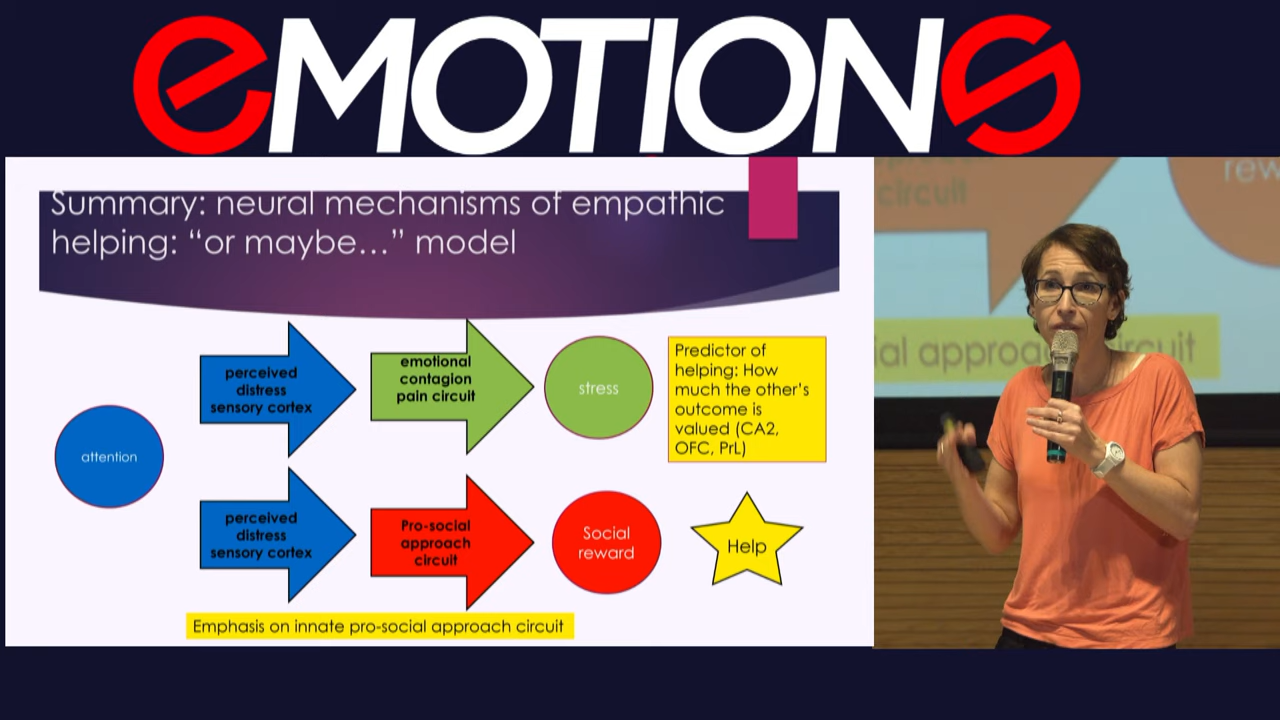 eMOTIONS
Summary: neural mechanisms of empathic
helping: “or maybe...” model
attention
perceived
distress
sensory cortex
emotional
contagion
pain circuit
stress
Predictor of
helping: How
much the other's
outcome is
valued (CA2,
OFC, PrL)
perceived
distress
sensory cortex
Pro-social
approach
circuit
Social
reward
Help
Emphasis on innate pro-social approach circuit
rew
circuit
ial approa circuit